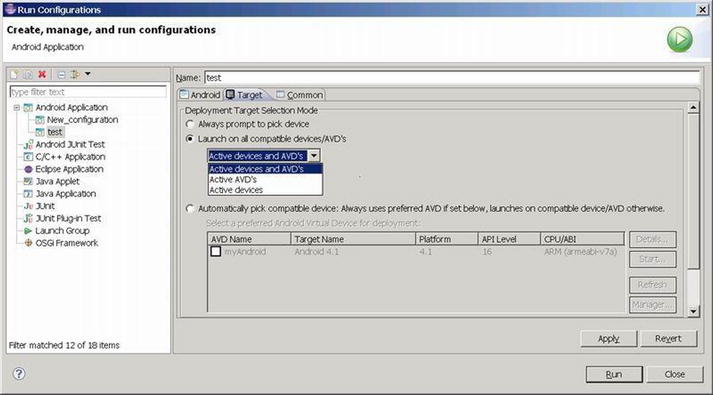 Run Configurations
Create, manage, and run configurations
Android Application
type filter text
Android Application
New_configuration
test
Android JUnit Test
C/C++ Application
Eclipse Application
Java Applet
Java Application
JUnit
JUnit Plug-in Test
Launch Group
OSGi Framework
Filter matched 12 of 18 items
Name: test
Android Target Common
Deployment Target Selection Mode
Always prompt to pick device
Launch on all compatible devices/AVD's
Active devices and AVD's
Active devices and AVD's
Active AVD's
Active devices
Automatically pick compatible device: Always uses preferred AVD if set below, launches on compatible device/AVD otherwise.
Select a preferred Android Virtual Device for deployment:
AVD Name Target Name Platform API Level CPU/ABI
myAndroid Android 4.1 4.1 16 ARM (armeabi-v7a)
Details...
Start...
Refresh
Manager...
Apply Revert
Run Close